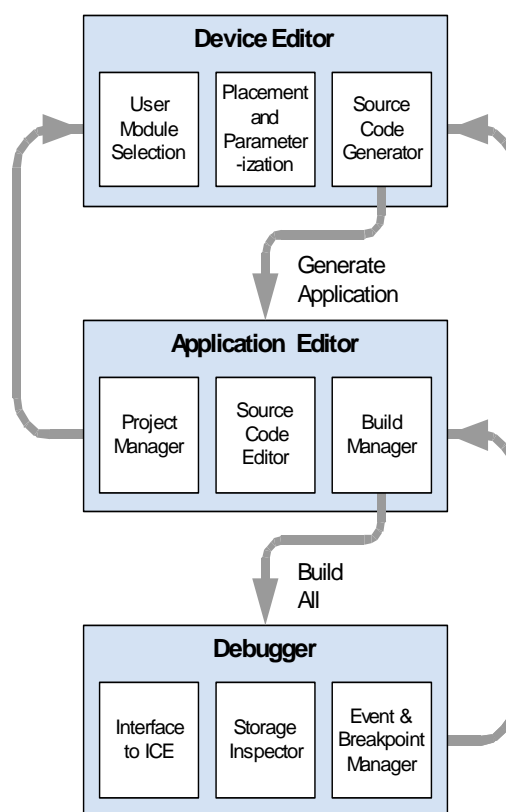 Device Editor
User
Module
Selection
Placement
and
Parameter
-ization
Source
Code
Generator
Generate
Application
Application Editor
Project
Manager
Source
Code
Editor
Build
Manager
Build
All
Debugger
Interface
to ICE
Storage
Inspector
Event &
Breakpoint
Manager